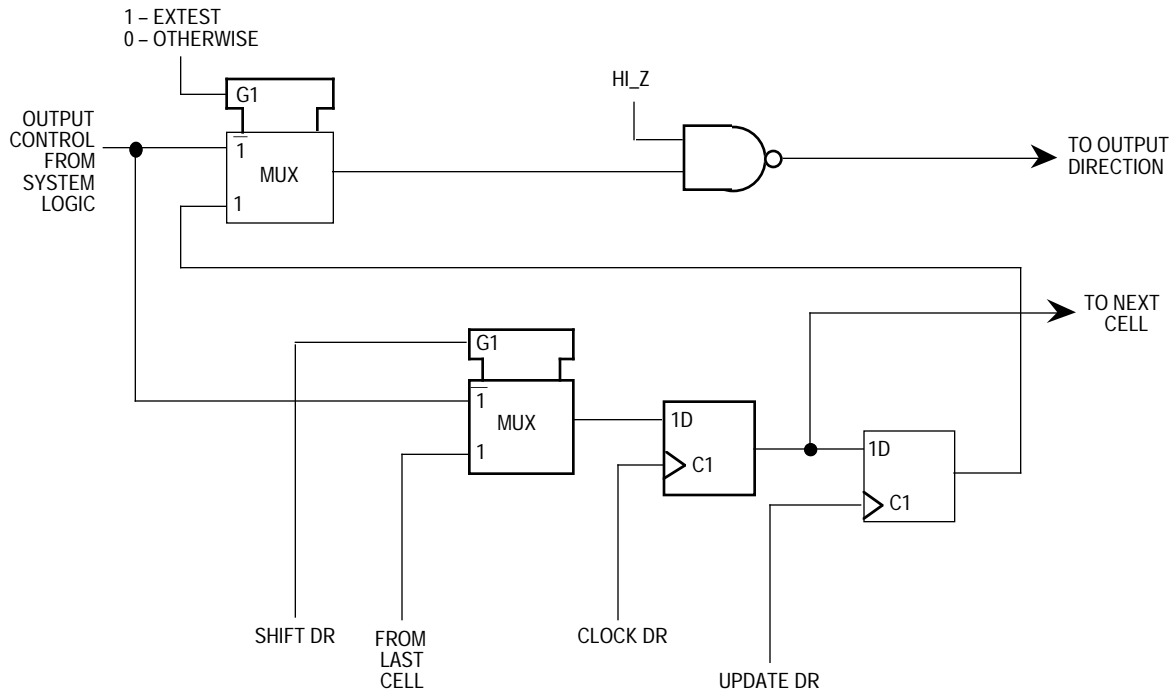 1 – EXTEST
0 – OTHERWISE
HI_Z
G1
OUTPUT
CONTROL
FROM
SYSTEM
LOGIC
1
MUX
1
TO OUTPUT
DIRECTION
TO NEXT
CELL
G1
1
MUX
1
1D
C1
1D
C1
SHIFT DR
FROM
LAST
CELL
CLOCK DR
UPDATE DR